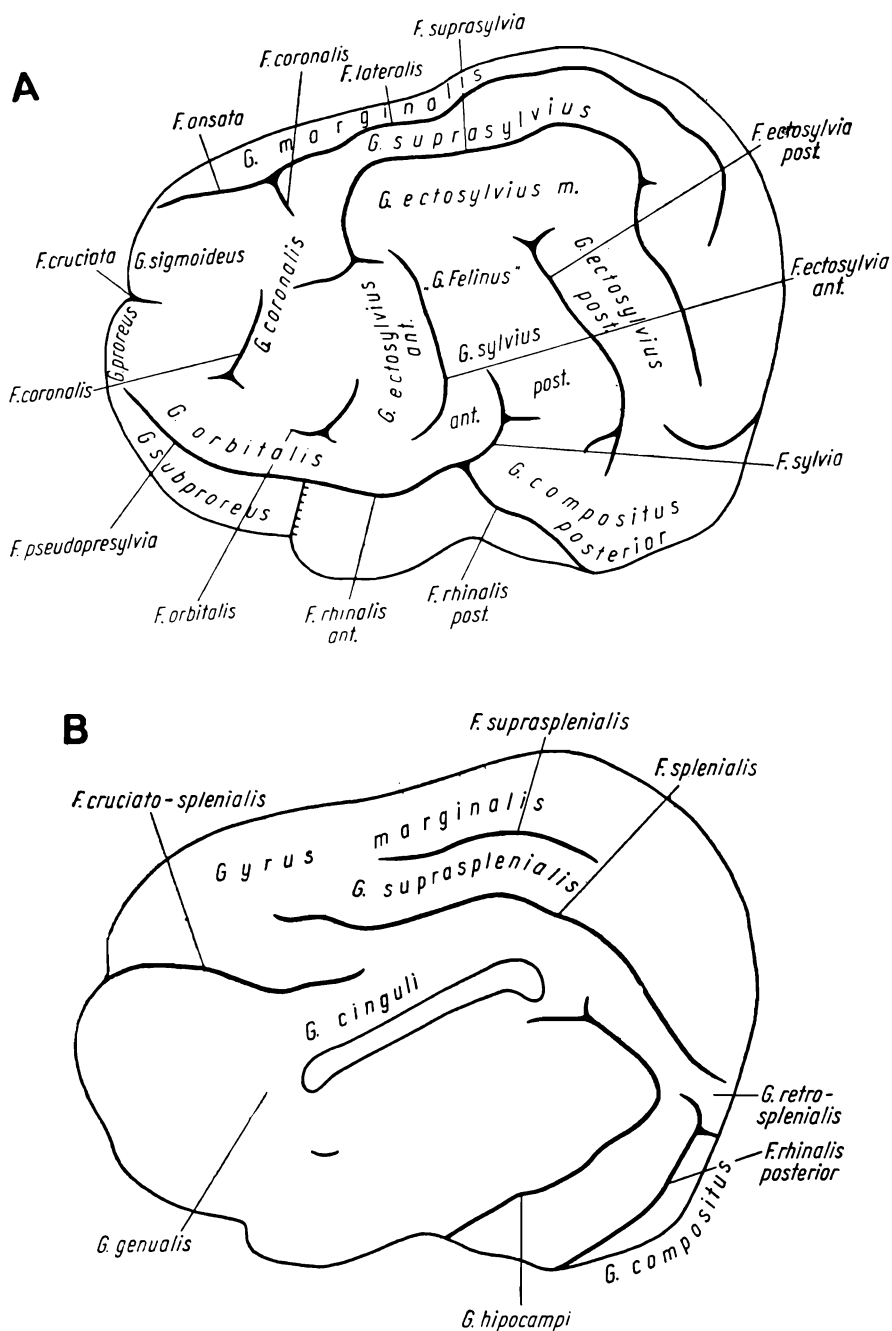 A
F. suprasylvia
F. coronalis
F. lateralis
F. ansata
G. marginalis
G. suprasylvius
F. ectosylvia
post.
G. ectosylvius m.
F. cruciata
G. sigmoideus
G. coronalis
„G. Felinus"
G. ectosylvius
post.
F. ectosylvia
ant.
G. proreus
G. ectosylvius
ant.
G. sylvius
post.
ant.
F. coronalis
G. orbitalis
F. sylvia
G. subproreus
G. compositus
posterior
F. pseudopresylvia
F. orbitalis
F. rhinalis
ant.
F. rhinalis
post.
B
F. suprasplenialis
F. splenialis
F. cruciato-splenialis
Gyrus marginalis
G. suprasplenialis
G. cinguli
G. retro-
splenialis
F. rhinalis
posterior
G. compositus
G. genualis
G. hipocampi